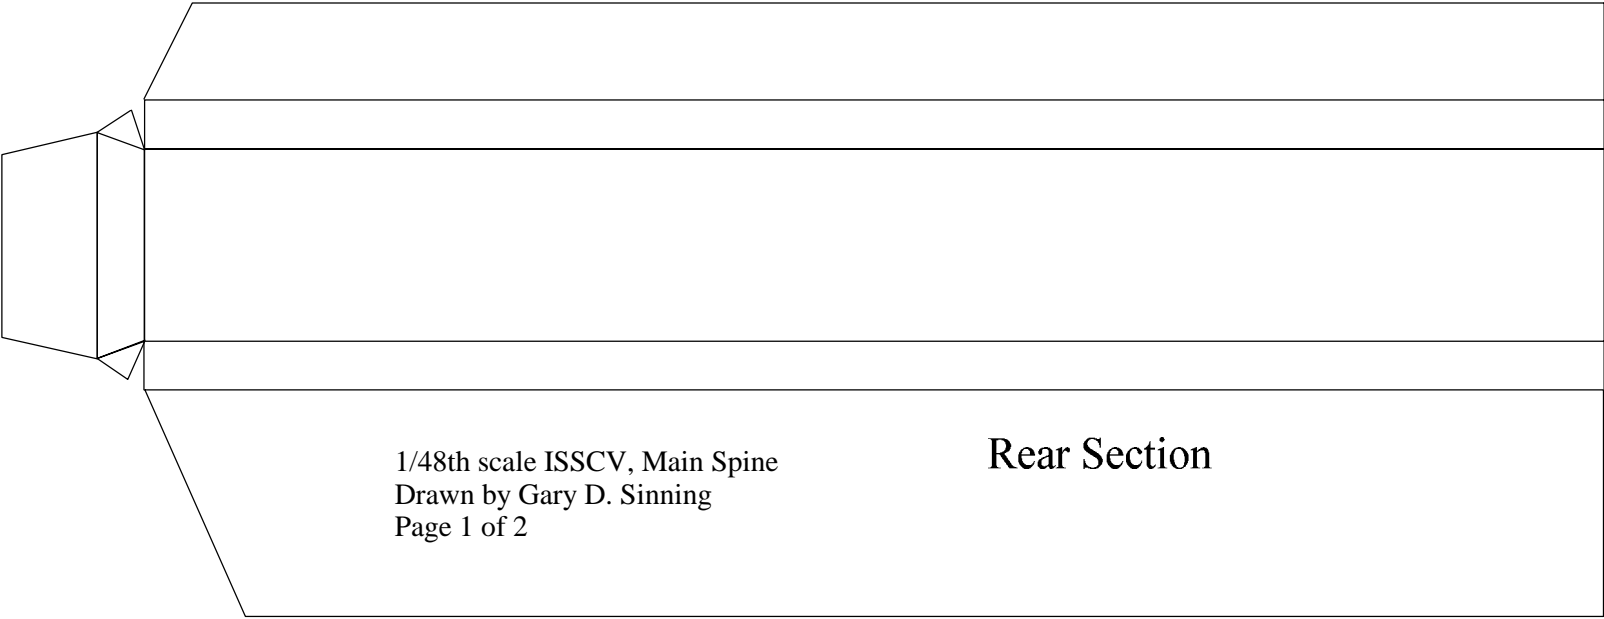 1/48th scale ISSCV, Main Spine
Drawn by Gary D. Sinning
Page 1 of 2
Rear Section